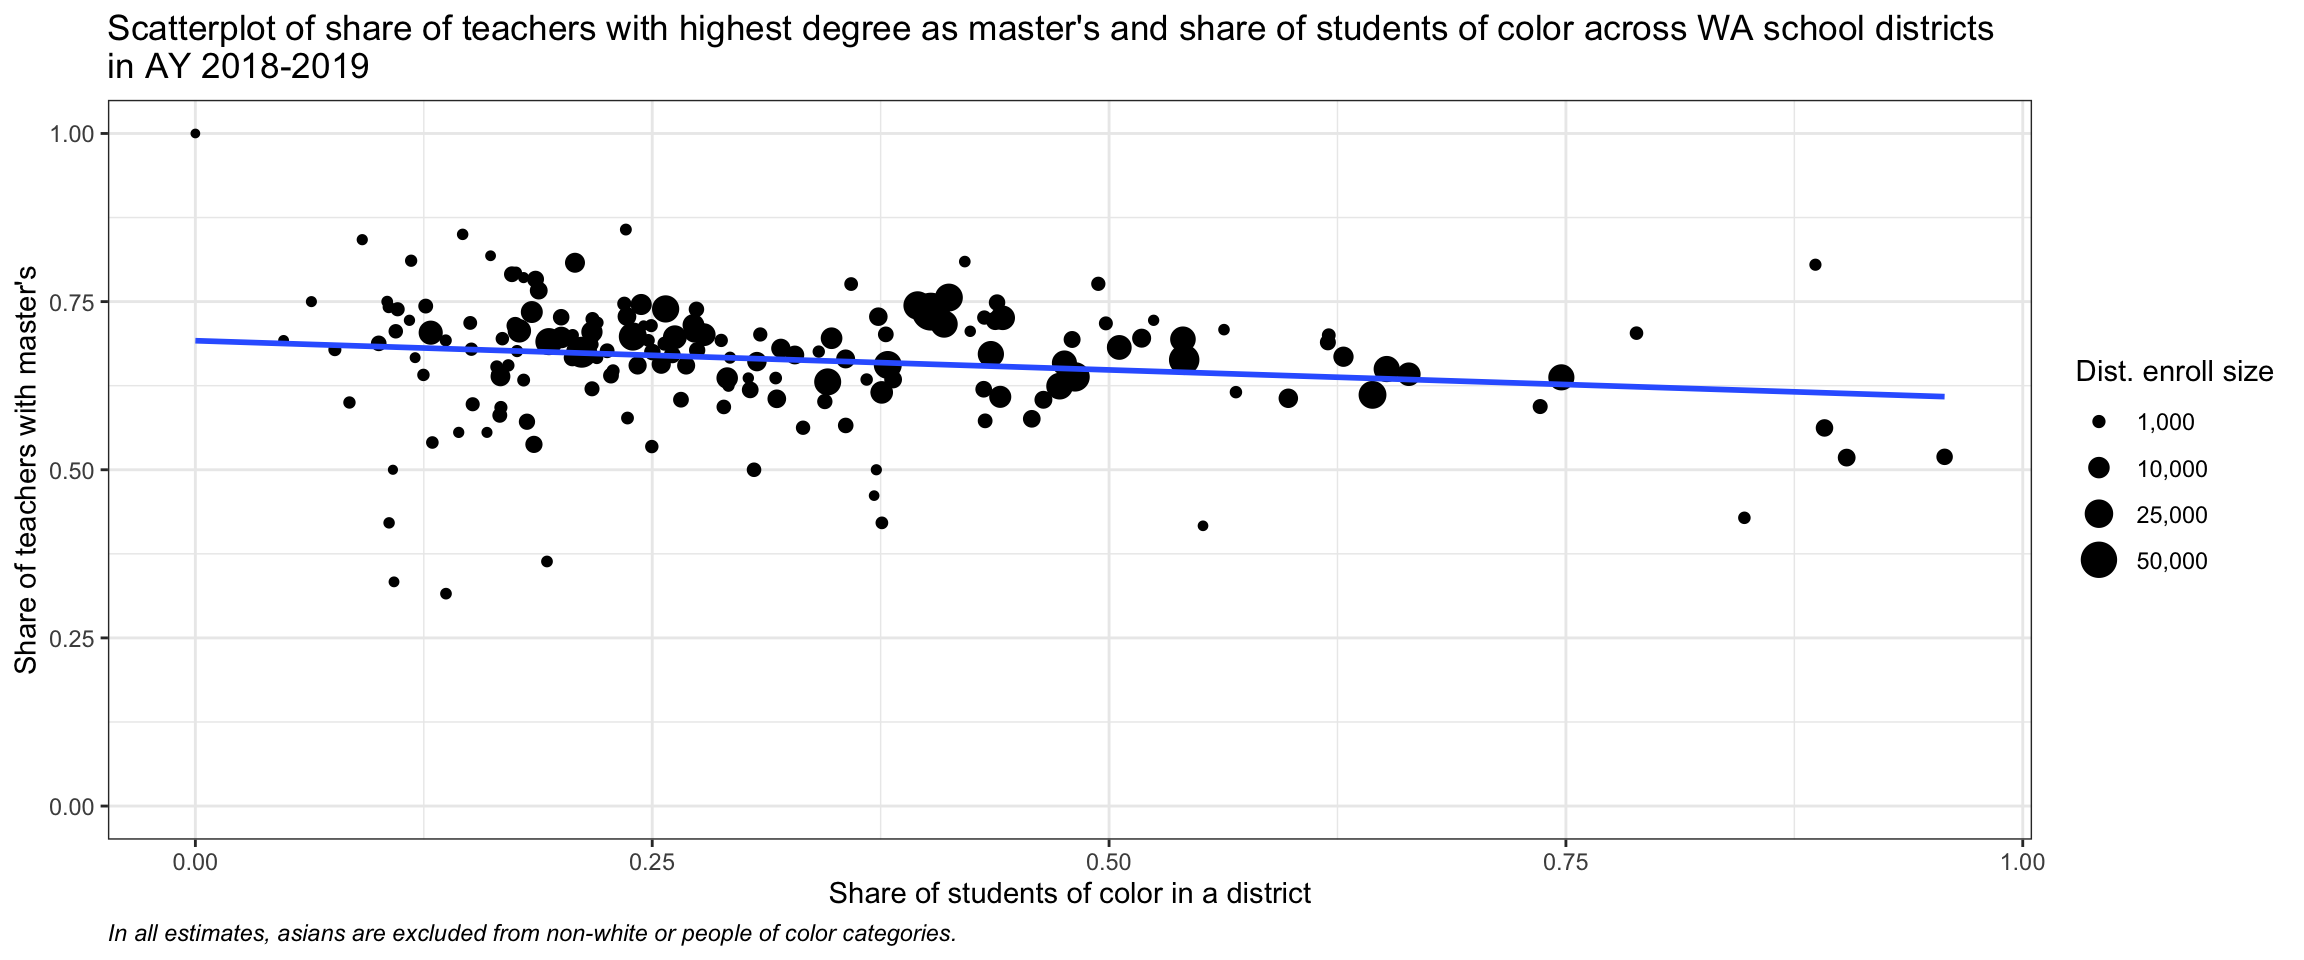 Scatterplot of share of teachers with highest degree as master's and share of students of color across WA school districts
in AY 2018-2019
Share of teachers with master's
1.00
0.75
0.50
0.25
0.00
0.00
0.25
0.50
0.75
1.00
Share of students of color in a district
Dist. enroll size
1,000
10,000
25,000
50,000
In all estimates, asians are excluded from non-white or people of color categories.